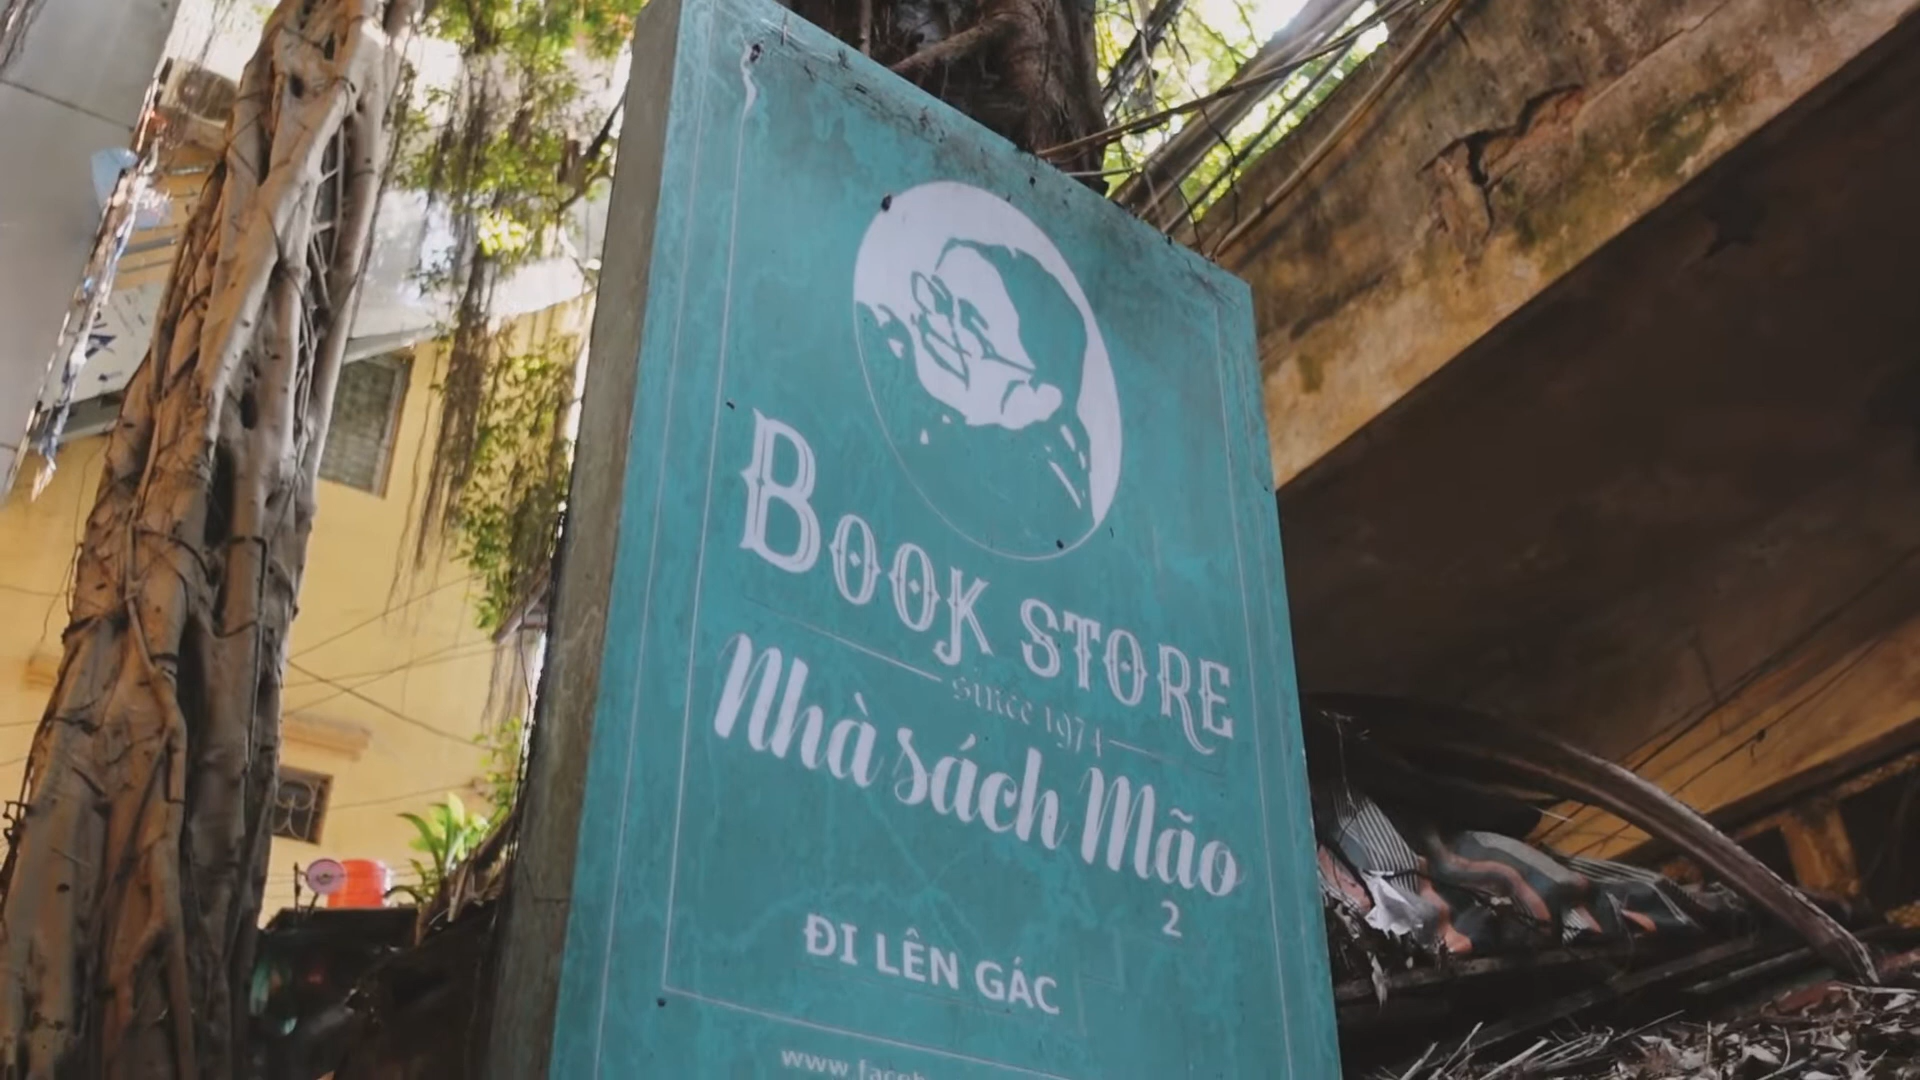 BOOK STORE
since 1974
Nhà sách Mão
2
ĐI LÊN GÁC